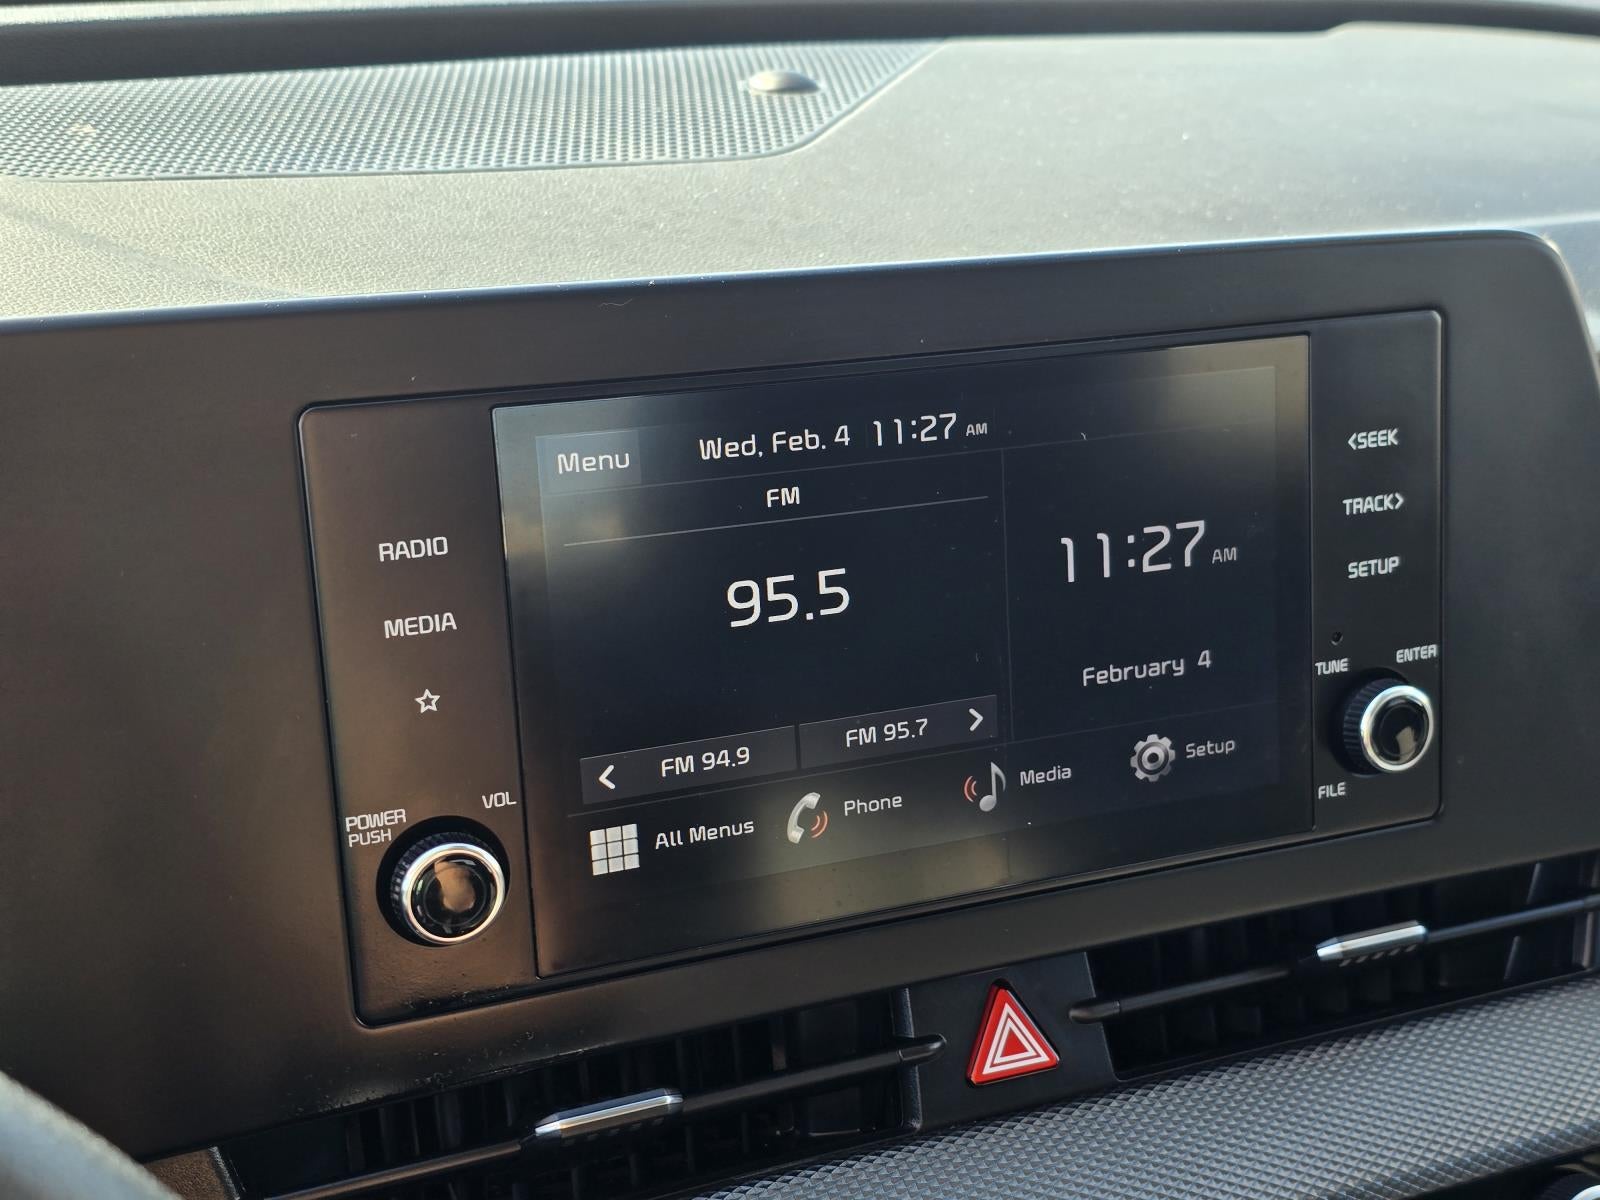 Menu
Wed, Feb. 4 11:27 AM
FM
95.5
FM 94.9
FM 95.7
11:27 AM
February 4
All Menus
Phone
Media
Setup
RADIO
MEDIA
POWER
PUSH
VOL
<SEEK
TRACK>
SETUP
TUNE
ENTER
FILE